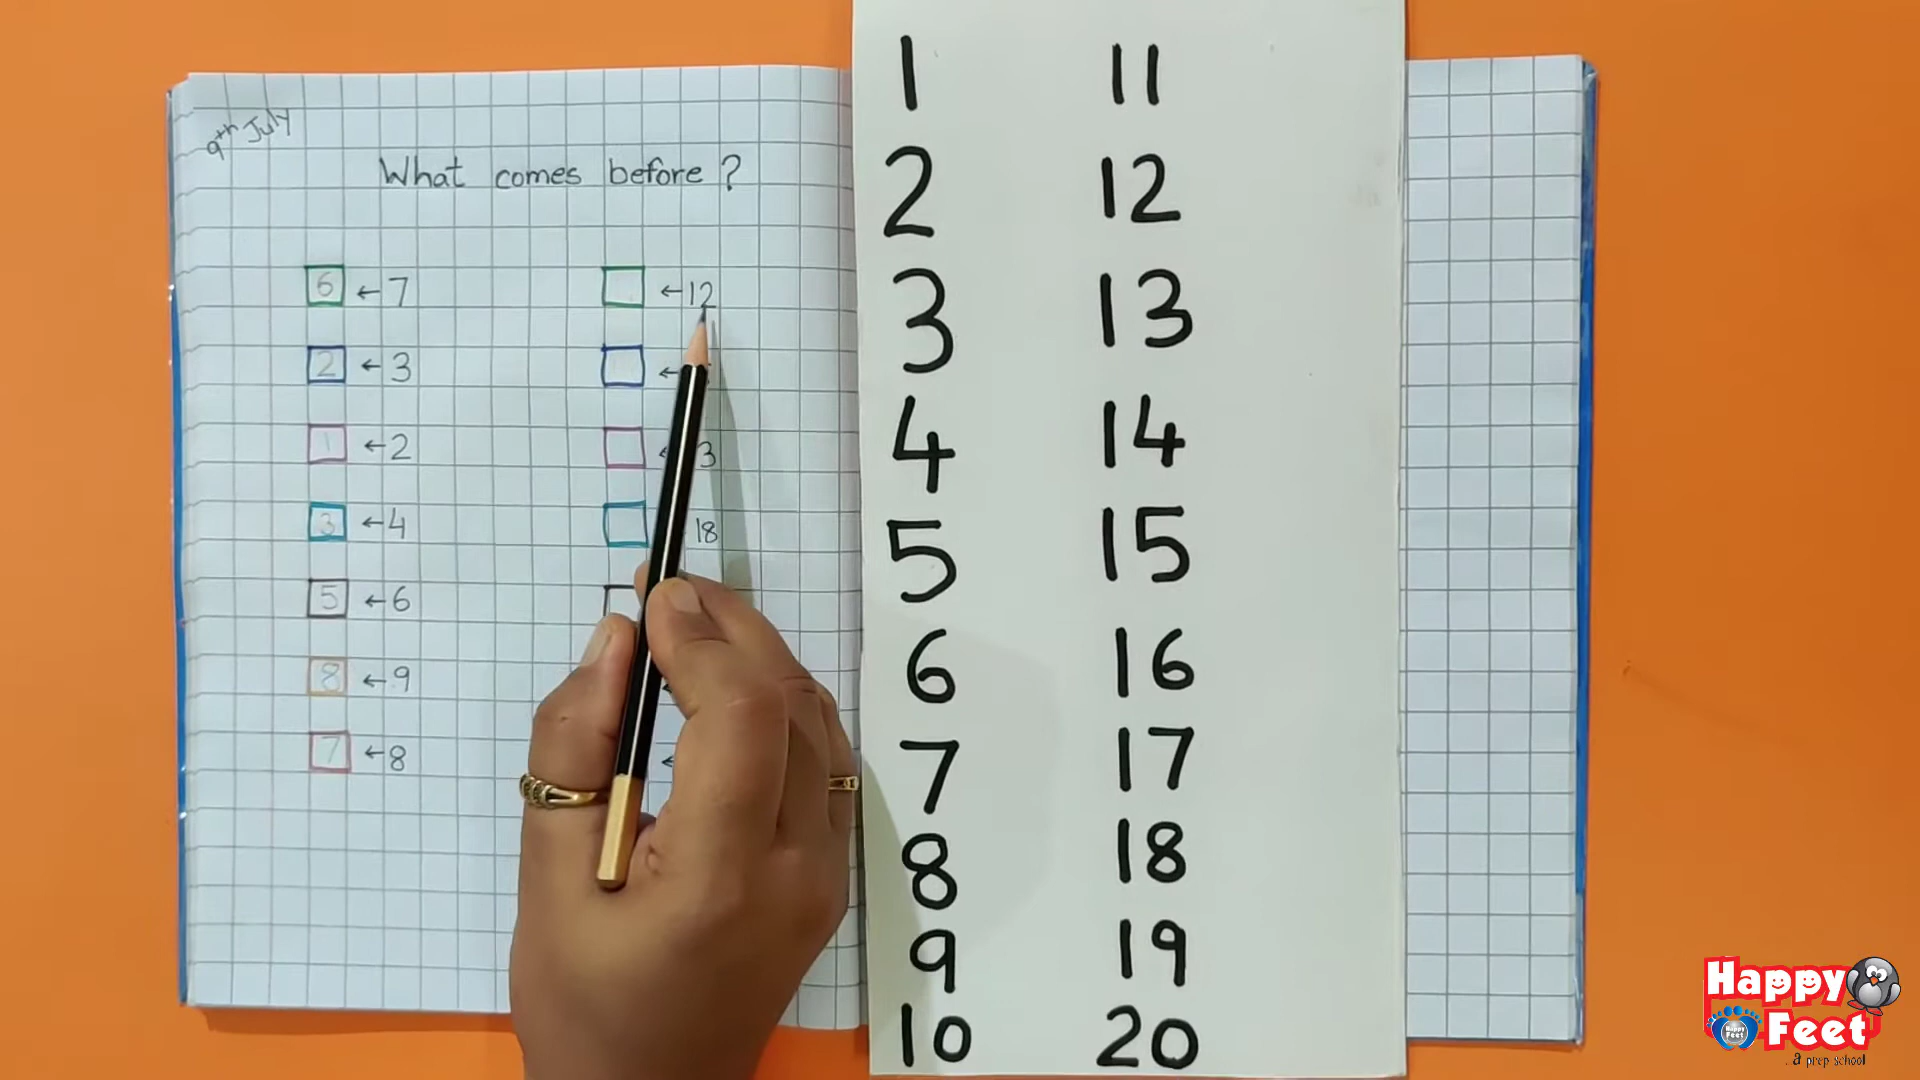 9th July
What comes before ?
6 ← 7
2 ← 3
1 ← 2
3 ← 4
5 ← 6
8 ← 9
7 ← 8
← 12
←
3
18
1 11
2 12
3 13
4 14
5 15
6 16
7 17
8 18
9 19
10 20
Happy
Feet
a prep school
Happy
Feet